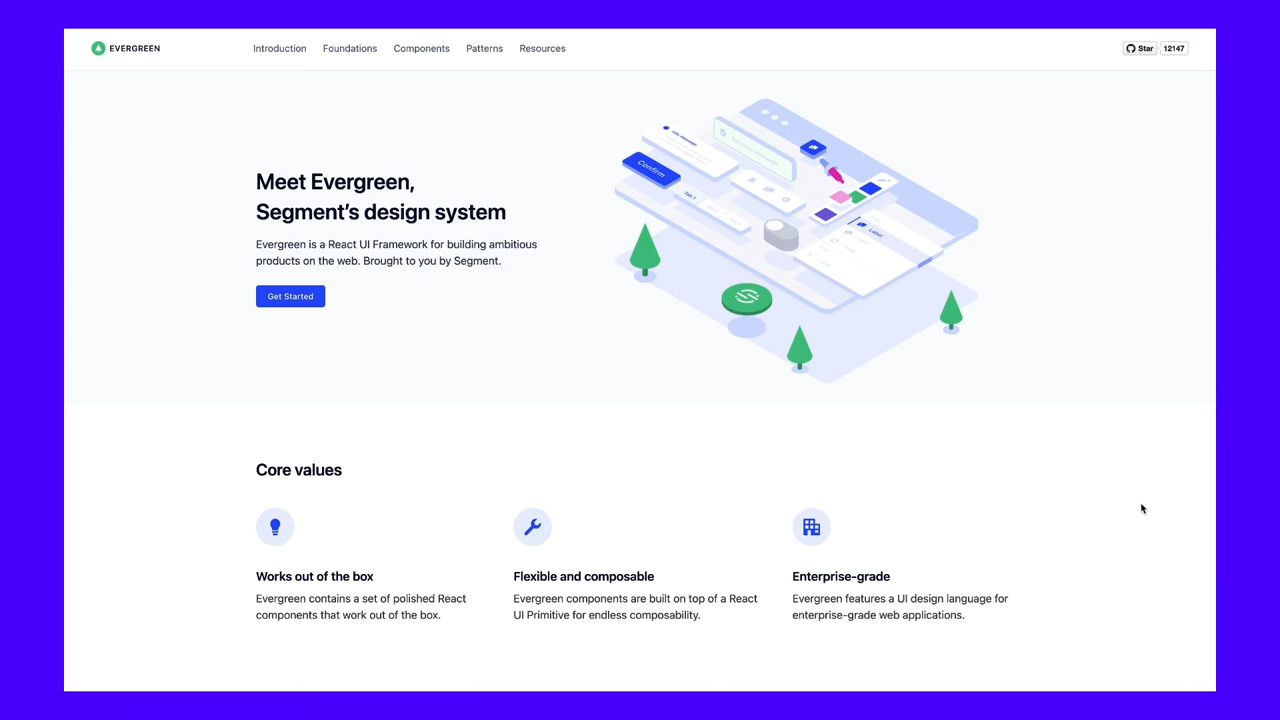 EVERGREEN
Introduction
Foundations
Components
Patterns
Resources
Star
12147
Meet Evergreen,
Segment's design system
Evergreen is a React UI Framework for building ambitious
products on the web. Brought to you by Segment.
Get Started
Confirm
Tab 1
Label
Core values
Works out of the box
Evergreen contains a set of polished React
components that work out of the box.
Flexible and composable
Evergreen components are built on top of a React
UI Primitive for endless composability.
Enterprise-grade
Evergreen features a UI design language for
enterprise-grade web applications.